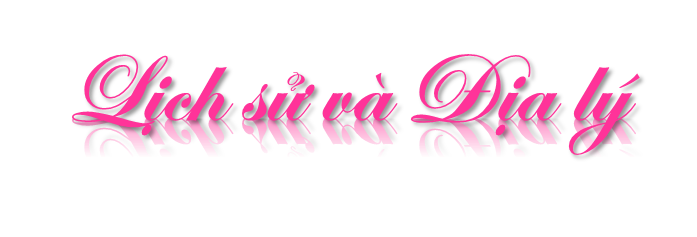 Lịch sử và Địa lý